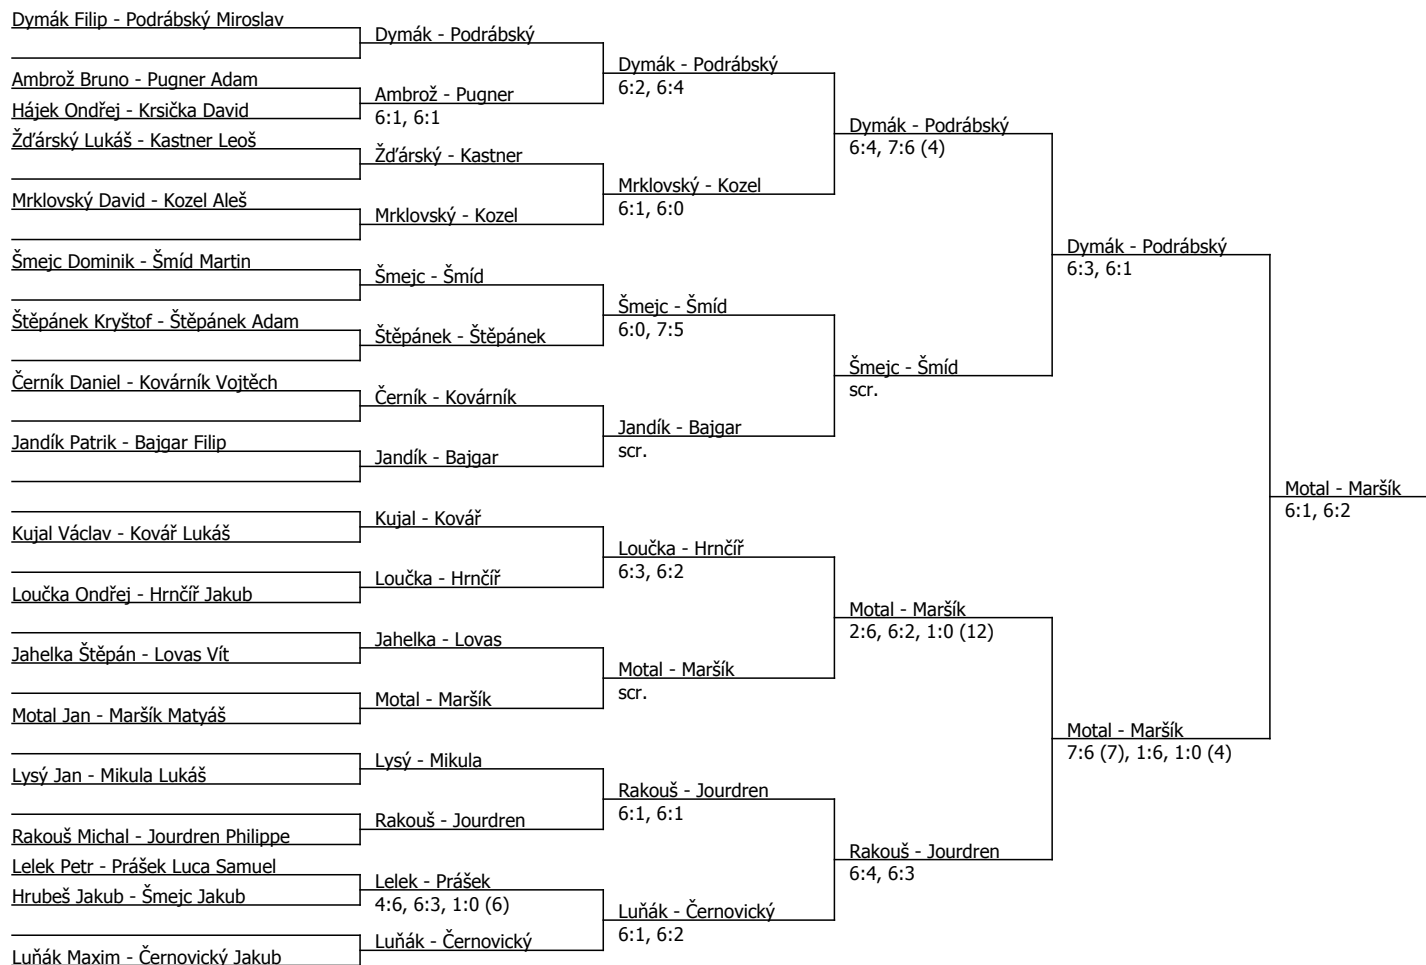 Dymák Filip - Podrábský Miroslav
Ambrož Bruno - Pugner Adam
Hájek Ondřej - Krsička David
Žďárský Lukáš - Kastner Leoš
Mrklovský David - Kozel Aleš
Šmejc Dominik - Šmíd Martin
Štěpánek Kryštof - Štěpánek Adam
Černík Daniel - Kovárník Vojtěch
Jandík Patrik - Bajgar Filip
Kujal Václav - Kovář Lukáš
Loučka Ondřej - Hrnčíř Jakub
Jahelka Štěpán - Lovas Vít
Motal Jan - Maršík Matyáš
Lysý Jan - Mikula Lukáš
Rakouš Michal - Jourdren Philippe
Lelek Petr - Prášek Luca Samuel
Hrubeš Jakub - Šmejc Jakub
Luňák Maxim - Černovický Jakub
Dymák - Podrábský
Ambrož - Pugner
6:1, 6:1
Žďárský - Kastner
Mrklovský - Kozel
Šmejc - Šmíd
Štěpánek - Štěpánek
Černík - Kovárník
Jandík - Bajgar
Kujal - Kovář
Loučka - Hrnčíř
Jahelka - Lovas
Motal - Maršík
Lysý - Mikula
Rakouš - Jourdren
Lelek - Prášek
4:6, 6:3, 1:0 (6)
Luňák - Černovický
Dymák - Podrábský
6:2, 6:4
Mrklovský - Kozel
6:1, 6:0
Šmejc - Šmíd
6:0, 7:5
Jandík - Bajgar
scr.
Loučka - Hrnčíř
6:3, 6:2
Motal - Maršík
scr.
Rakouš - Jourdren
6:1, 6:1
Luňák - Černovický
6:1, 6:2
Dymák - Podrábský
6:4, 7:6 (4)
Šmejc - Šmíd
scr.
Motal - Maršík
2:6, 6:2, 1:0 (12)
Rakouš - Jourdren
6:4, 6:3
Dymák - Podrábský
6:3, 6:1
Motal - Maršík
7:6 (7), 1:6, 1:0 (4)
Motal - Maršík
6:1, 6:2